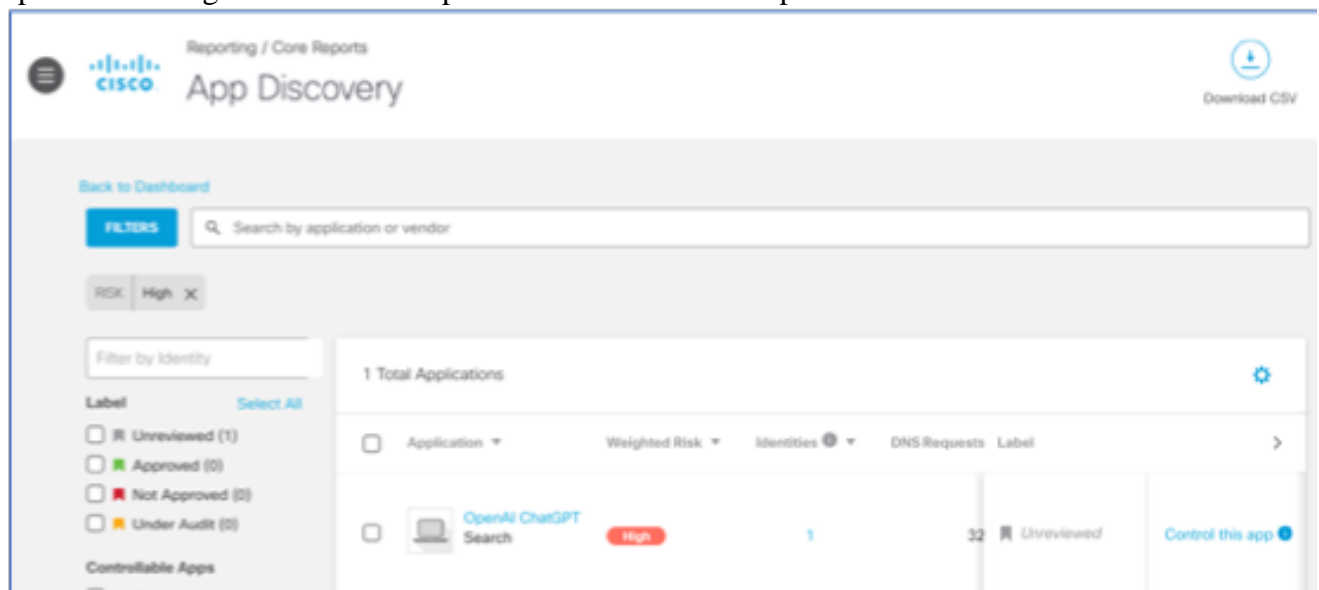 Reporting / Core Reports
CISCO
App Discovery
Download CSV
Back to Dashboard
FILTERS
Search by application or vendor
RISK High
Filter by Identity
1 Total Applications
Label Select All
Unreviewed (1)
Application Weighted Risk Identities DNS Requests Label
Approved (0)
Not Approved (0)
OpenAI ChatGPT
Under Audit (0)
Search High 1 32 Unreviewed Control this app
Controllable Apps